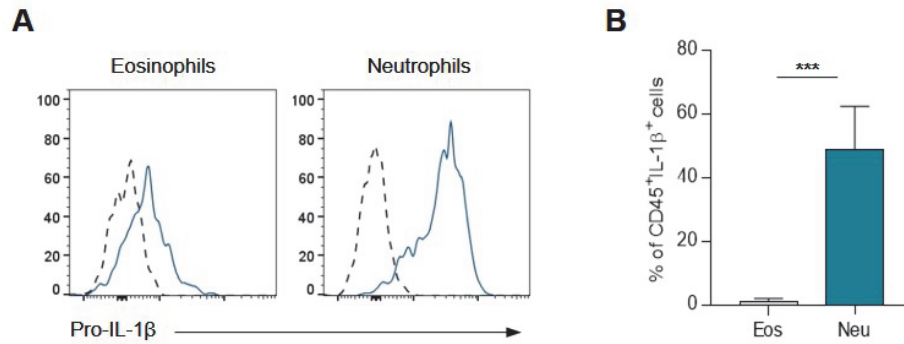 A
Eosinophils
Neutrophils
100
80
60
40
20
0
100
80
60
40
20
0
Pro-IL-1β
B
% of CD45⁺IL-1β⁺ cells
80
60
40
20
0
***
Eos
Neu